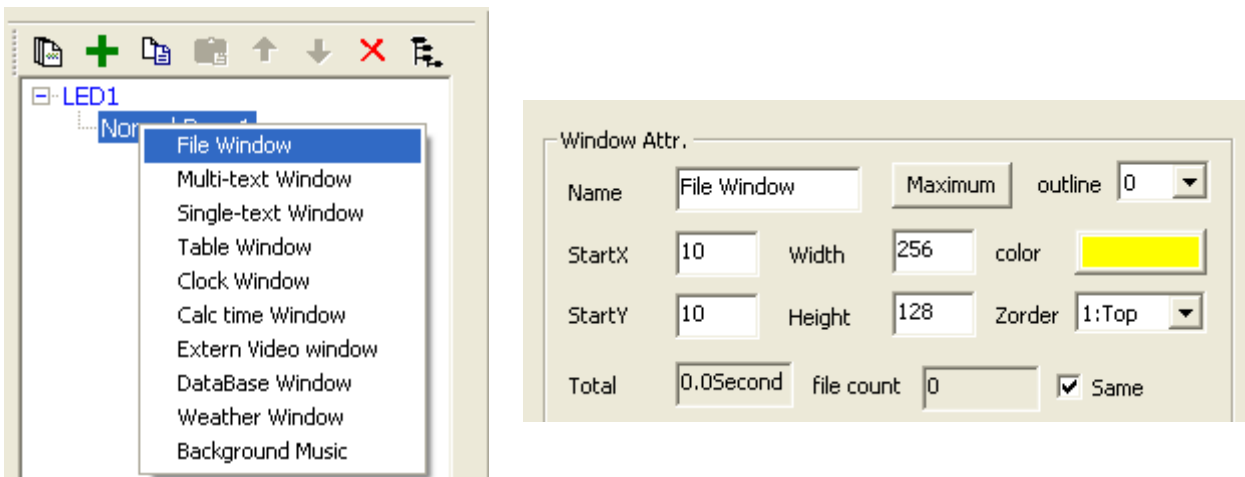 LED1
Nor
File Window
Multi-text Window
Single-text Window
Table Window
Clock Window
Calc time Window
Extern Video window
DataBase Window
Weather Window
Background Music
Window Attr.
Name File Window Maximum outline 0
StartX 10 Width 256 color
StartY 10 Height 128 Zorder 1:Top
Total 0.0Second file count 0 Same